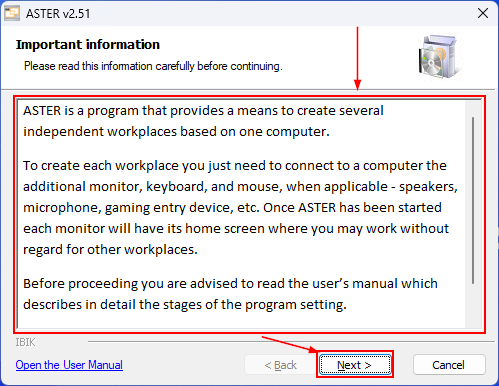 ASTER v2.51
Important information
Please read this information carefully before continuing.
ASTER is a program that provides a means to create several
independent workplaces based on one computer.
To create each workplace you just need to connect to a computer the
additional monitor, keyboard, and mouse, when applicable - speakers,
microphone, gaming entry device, etc. Once ASTER has been started
each monitor will have its home screen where you may work without
regard for other workplaces.
Before proceeding you are advised to read the user’s manual which
describes in detail the stages of the program setting.
IBIK
Open the User Manual
< Back
Next >
Cancel